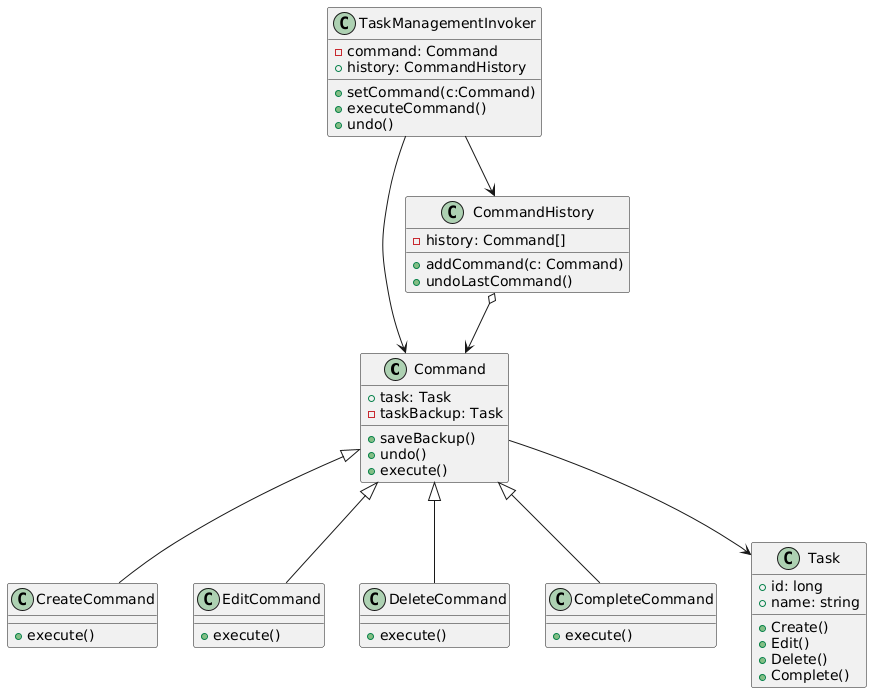 C TaskManagementInvoker
command: Command
history: CommandHistory
setCommand(c:Command)
executeCommand()
undo()
C CommandHistory
history: Command[]
addCommand(c: Command)
undoLastCommand()
C Command
task: Task
taskBackup: Task
saveBackup()
undo()
execute()
C CreateCommand
execute()
C EditCommand
execute()
C DeleteCommand
execute()
C CompleteCommand
execute()
C Task
id: long
name: string
Create()
Edit()
Delete()
Complete()